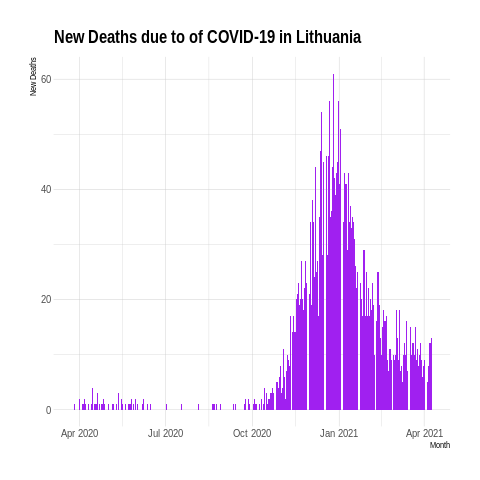 New Deaths due to of COVID-19 in Lithuania
New Deaths
60
40
20
0
Apr 2020 Jul 2020 Oct 2020 Jan 2021 Apr 2021
Month